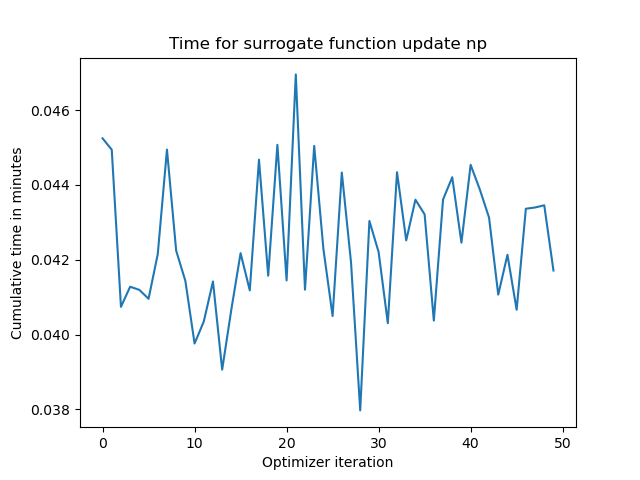 Time for surrogate function update np
Cumulative time in minutes
0.046
0.044
0.042
0.040
0.038
0 10 20 30 40 50
Optimizer iteration